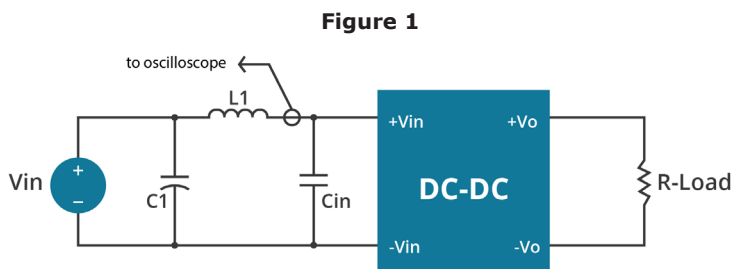 Figure 1
to oscilloscope
L1
+Vin
+Vo
Vin
+
–
C1
Cin
DC-DC
R-Load
-Vin
-Vo